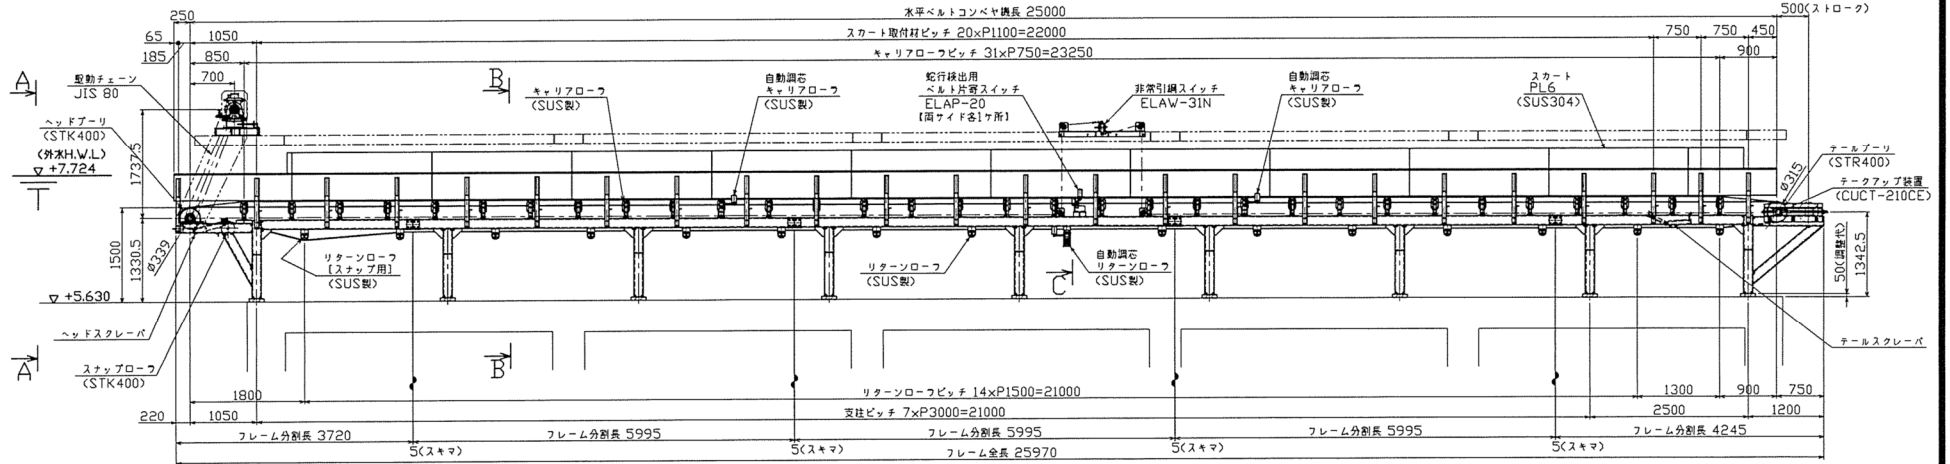 250
水平ベルトコンベヤ機長 25000
500(ストローク)
65
1050
スカート取付材ピッチ 20xP1100=22000
750
750
450
185
850
キャリアローラピッチ 31xP750=23250
900
700
A
駆動チェーン
JIS 80
B
キャリアローラ
(SUS製)
自動調芯
キャリアローラ
(SUS製)
蛇行検出用
ベルト片寄スイッチ
ELAP-20
[両サイド各1ケ所]
非常引綱スイッチ
ELAW-31N
自動調芯
キャリアローラ
(SUS製)
スカート
PL6
(SUS304)
ヘッドプーリ
(STK400)
(外水H.W.L)
▽ +7.724
1737.5
テールプーリ
(STR400)
φ315
テークアップ装置
(CUCT-210CE)
1500
1330.5
φ339
リターンローラ
[スナップ用]
(SUS製)
リターンローラ
(SUS製)
C
自動調芯
リターンローラ
(SUS製)
50(調整代)
1342.5
▽ +5.630
ヘッドスクレーパ
A
スナップローラ
(STK400)
B
テールスクレーパ
1800
リターンローラピッチ 14xP1500=21000
1300
900
750
220
1050
支柱ピッチ 7xP3000=21000
2500
1200
フレーム分割長 3720
フレーム分割長 5995
フレーム分割長 5995
フレーム分割長 5995
フレーム分割長 4245
5(スキマ)
5(スキマ)
5(スキマ)
5(スキマ)
フレーム全長 25970